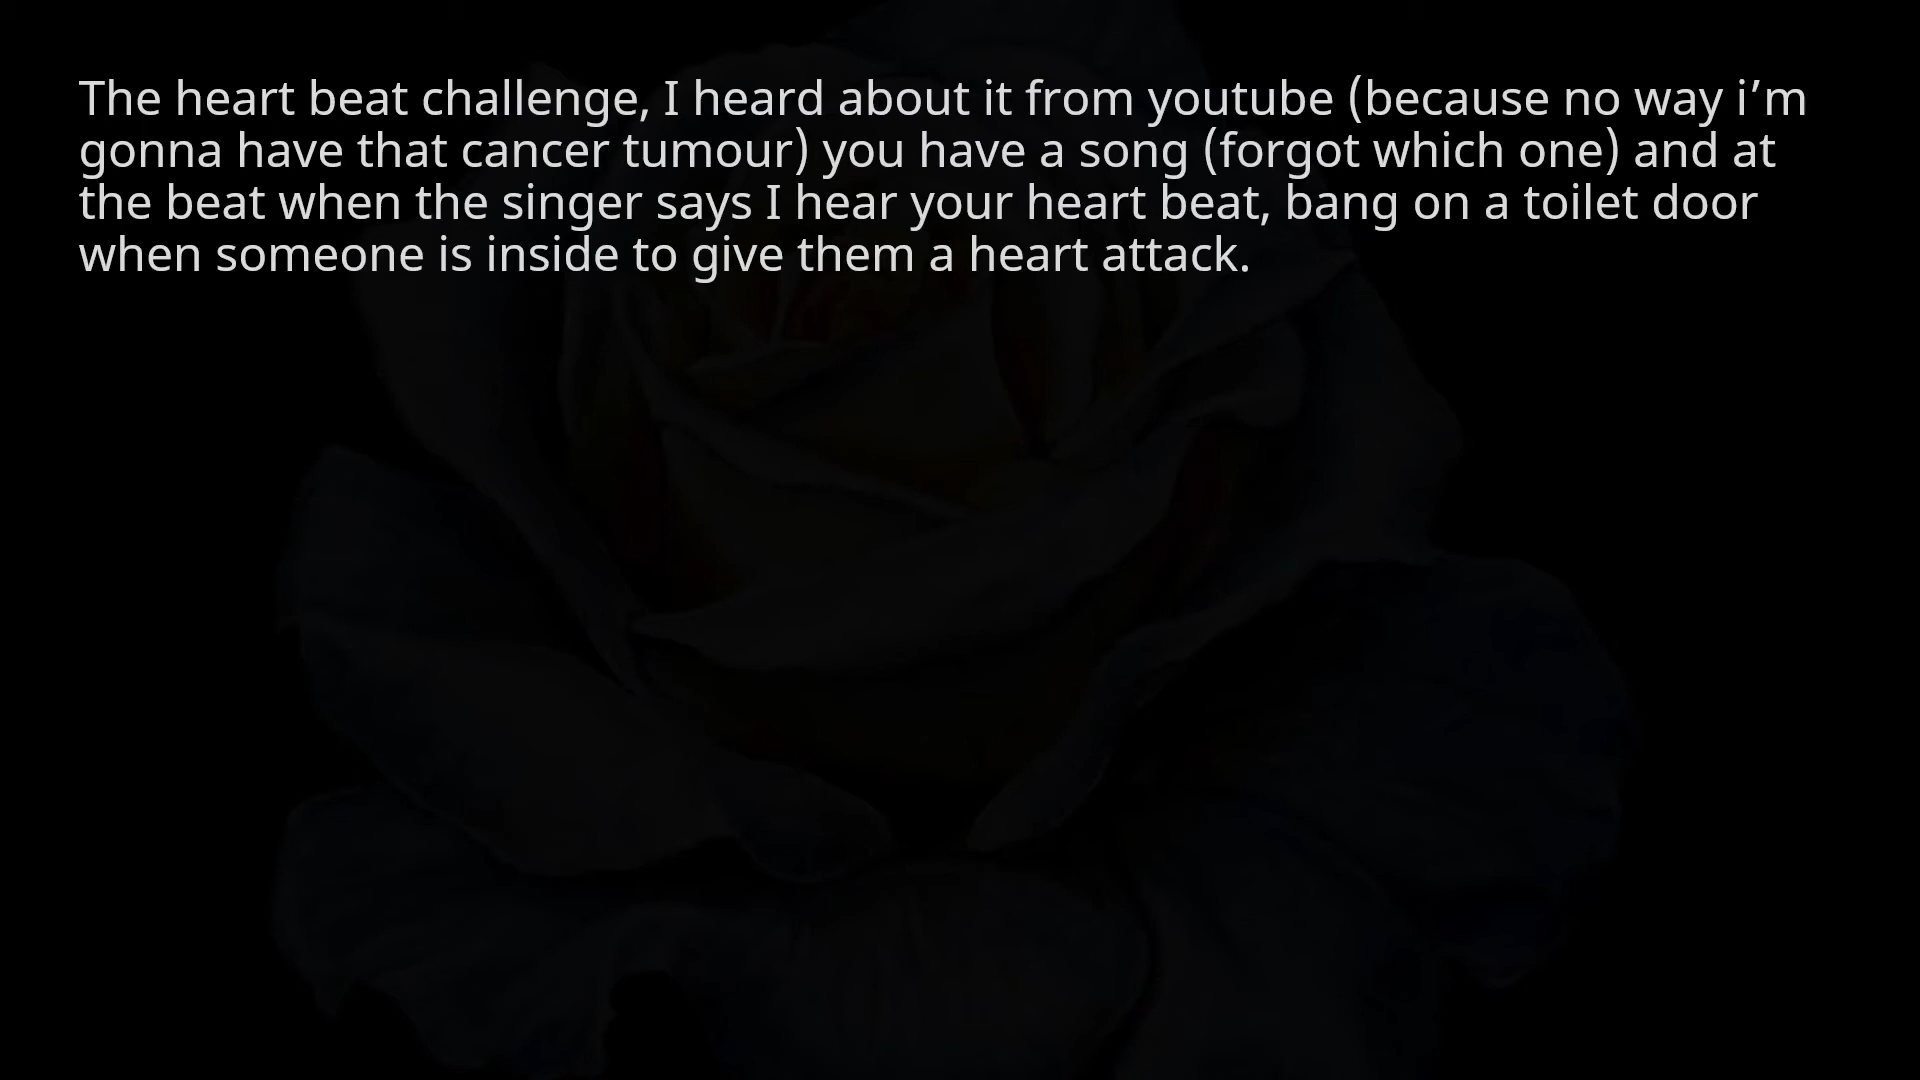 The heart beat challenge, I heard about it from youtube (because no way i’m
gonna have that cancer tumour) you have a song (forgot which one) and at
the beat when the singer says I hear your heart beat, bang on a toilet door
when someone is inside to give them a heart attack.